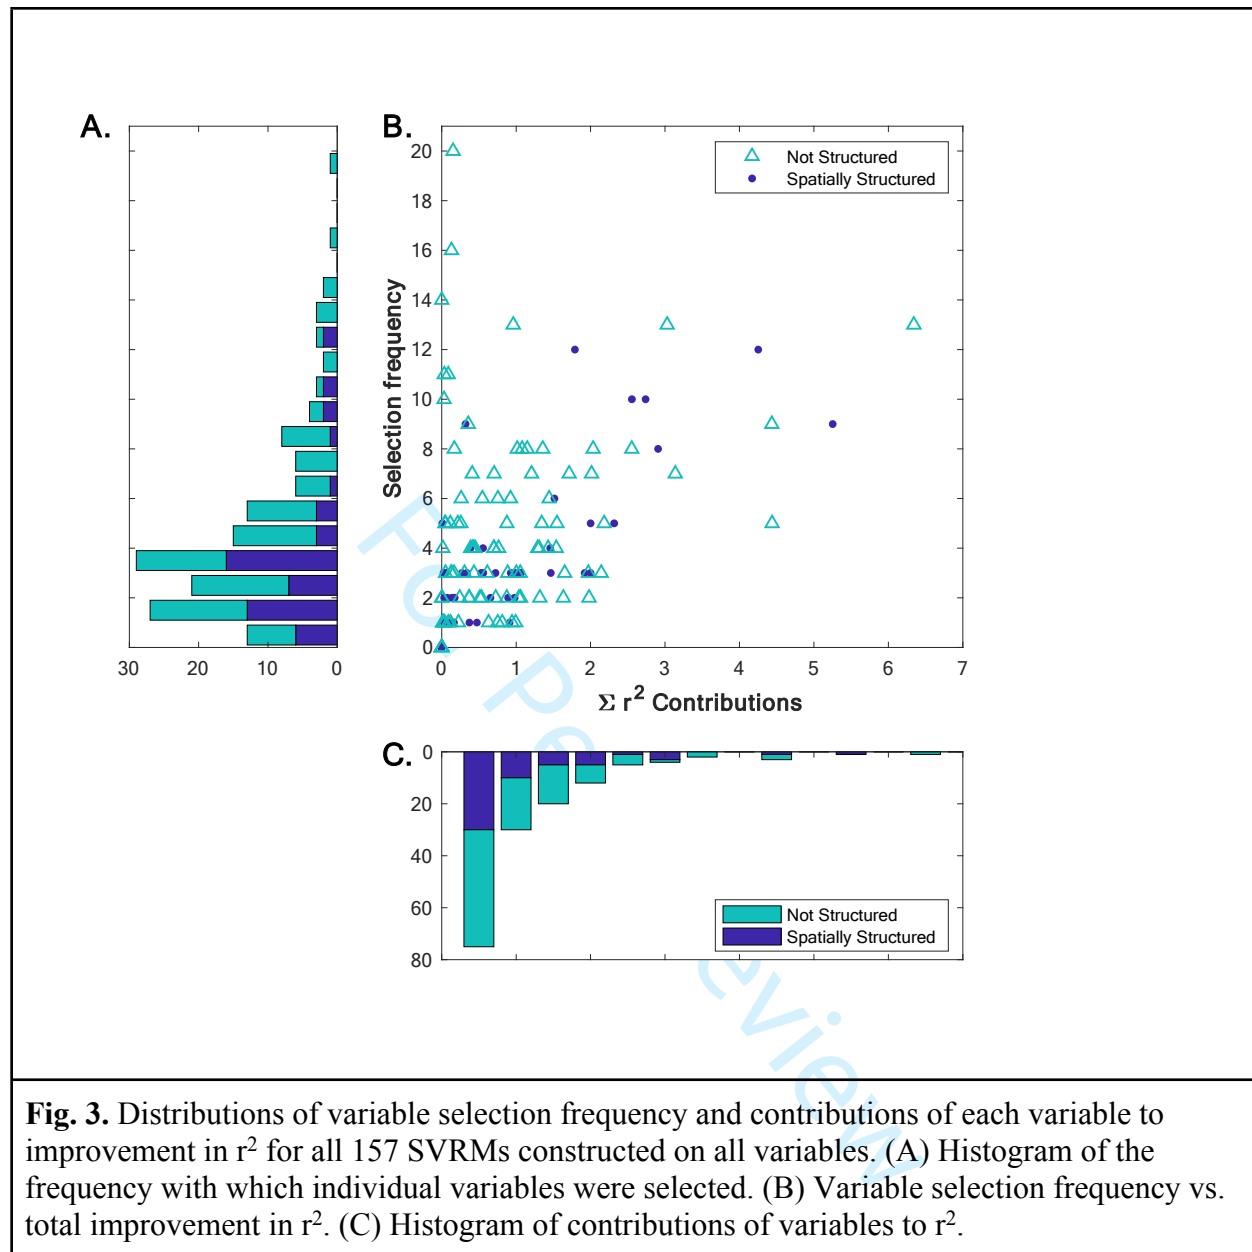 A.
30
20
10
0
B.
20
18
16
14
12
10
8
6
4
2
0
Selection frequency
Not Structured
Spatially Structured
0
1
2
3
4
5
6
7
Σ r² Contributions
C.
0
20
40
60
80
Not Structured
Spatially Structured
For Peer Review
Fig. 3. Distributions of variable selection frequency and contributions of each variable to
improvement in r² for all 157 SVRMs constructed on all variables. (A) Histogram of the
frequency with which individual variables were selected. (B) Variable selection frequency vs.
total improvement in r². (C) Histogram of contributions of variables to r².